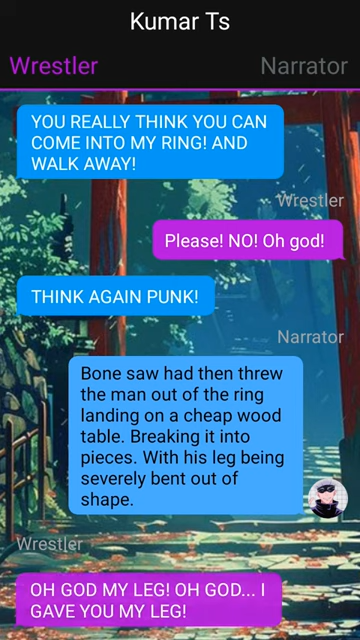 Kumar Ts
Wrestler
Narrator
YOU REALLY THINK YOU CAN
COME INTO MY RING! AND
WALK AWAY!
Wrestler
Please! NO! Oh god!
THINK AGAIN PUNK!
Narrator
Bone saw had then threw
the man out of the ring
landing on a cheap wood
table. Breaking it into
pieces. With his leg being
severely bent out of
shape.
Wrestler
OH GOD MY LEG! OH GOD... I
GAVE YOU MY LEG!